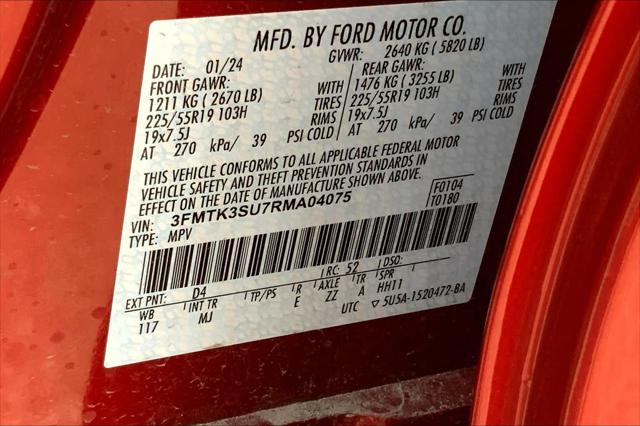 MFD. BY FORD MOTOR CO.
DATE: 01/24 GVWR: 2640 KG ( 5820 LB)
FRONT GAWR: REAR GAWR:
1211 KG ( 2670 LB) WITH 1476 KG ( 3255 LB) WITH
225/55R19 103H TIRES 225/55R19 103H TIRES
19x7.5J RIMS 19x7.5J RIMS
AT 270 kPa/ 39 PSI COLD AT 270 kPa/ 39 PSI COLD
THIS VEHICLE CONFORMS TO ALL APPLICABLE FEDERAL MOTOR
VEHICLE SAFETY AND THEFT PREVENTION STANDARDS IN
EFFECT ON THE DATE OF MANUFACTURE SHOWN ABOVE.
VIN: 3FMTK3SU7RMA04075 F0104
TYPE: MPV T0180
EXT PNT: D4 RC: 52 DSO:
WB INT TR TP/PS R AXLE TR SPR
117 MJ E ZZ A HH11
UTC ▽ 5U5A-1520472-BA